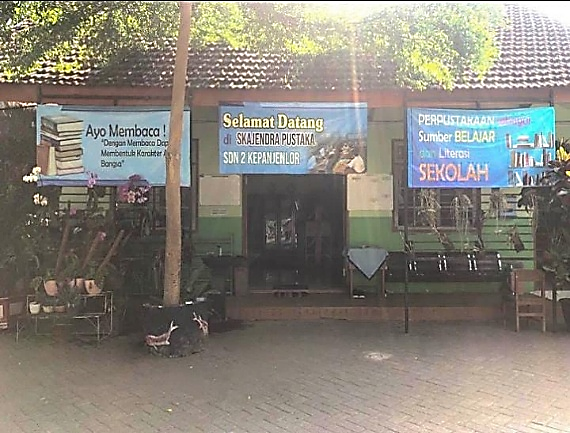 Ayo Membaca !
"Dengan Membaca Dap
Membentuk Karakter A
Bangsa"
Selamat Datang
di SKAJENDRA PUSTAKA
SDN 2 KEPANJENLOR
PERPUSTAKAAN
Sumber BELAJAR
dan Literasi
SEKOLAH